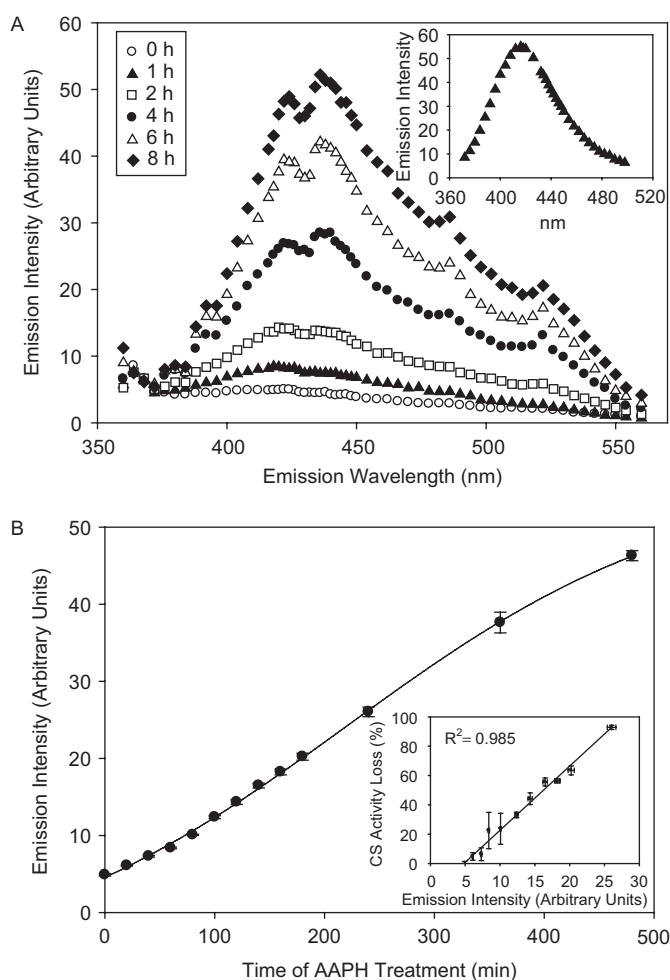 A
60
50
40
30
20
10
0
Emission Intensity (Arbitrary Units)
0 h
1 h
2 h
4 h
6 h
8 h
60
50
40
30
20
10
Emission Intensity
360 400 440 480 520
nm
350 400 450 500 550
Emission Wavelength (nm)
B
50
40
30
20
10
0
Emission Intensity (Arbitrary Units)
100
80
60
40
20
0
CS Activity Loss (%)
R²= 0.985
0 5 10 15 20 25 30
Emission Intensity (Arbitrary Units)
0 100 200 300 400 500
Time of AAPH Treatment (min)